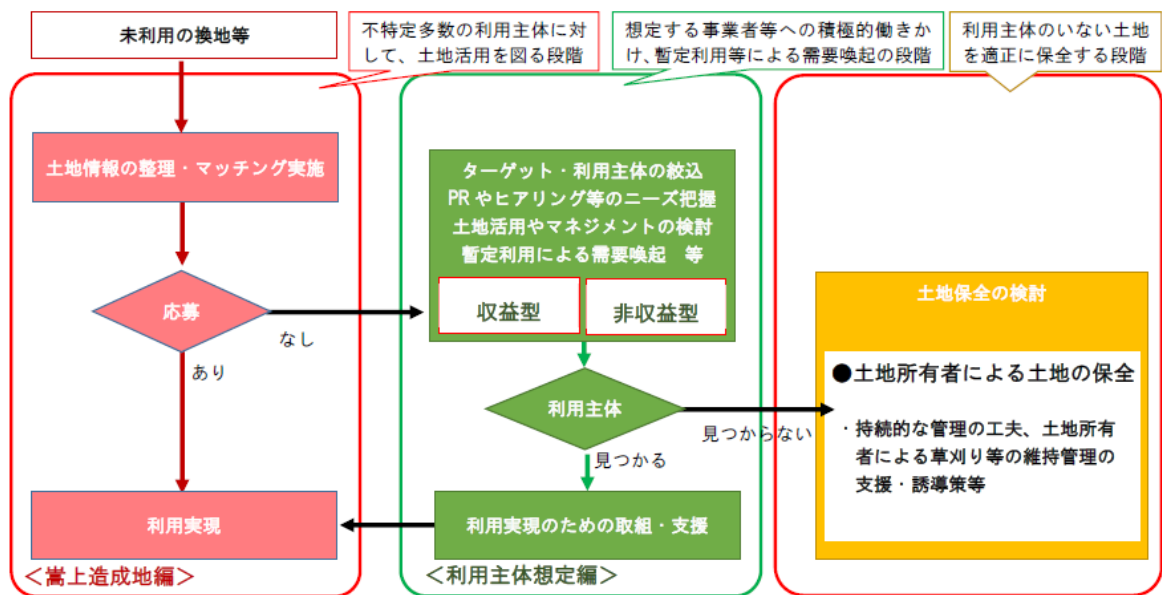 未利用の換地等
不特定多数の利用主体に対
して、土地活用を図る段階
想定する事業者等への積極的働きか
け、暫定利用等による需要喚起の段階
利用主体のいない土地
を適正に保全する段階
土地情報の整理・マッチング実施
応募
なし
あり
利用実現
＜嵩上造成地編＞
ターゲット・利用主体の絞込
PRやヒアリング等のニーズ把握
土地活用やマネジメントの検討
暫定利用による需要喚起　等
収益型
非収益型
利用主体
見つからない
見つかる
利用実現のための取組・支援
＜利用主体想定編＞
土地保全の検討
●土地所有者による土地の保全
・持続的な管理の工夫、土地所有
者による草刈り等の維持管理の
支援・誘導策等